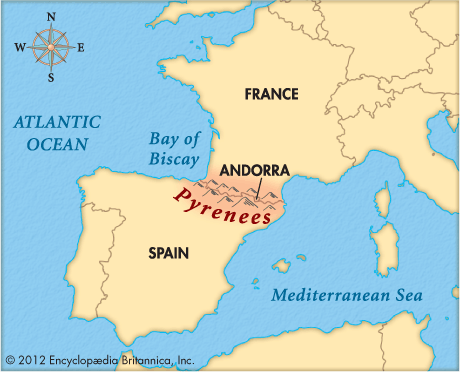 N
W E
S
FRANCE
ATLANTIC
OCEAN
Bay of
Biscay
ANDORRA
Pyrenees
SPAIN
Mediterranean Sea
© 2012 Encyclopædia Britannica, Inc.